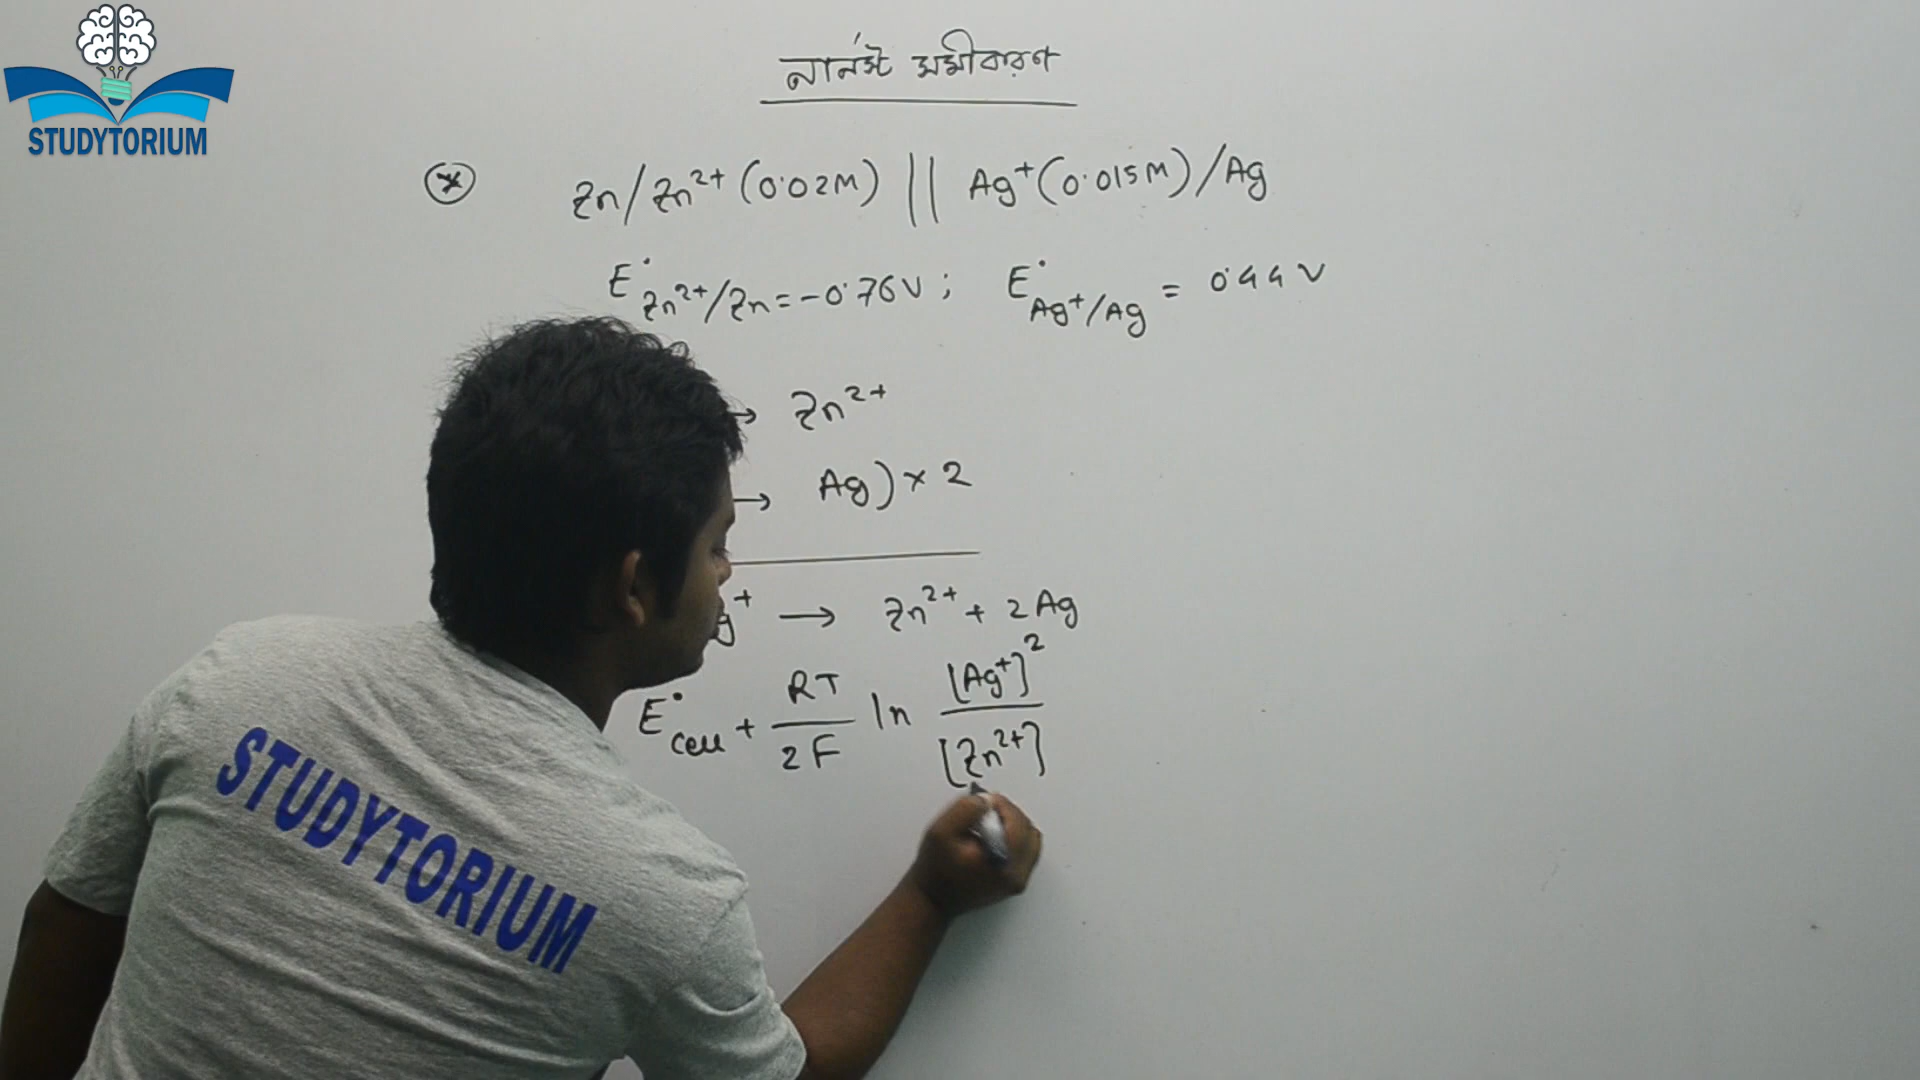 STUDYTORIUM
নার্নস্ট সমীকরণ
* Zn/Zn²⁺(0.02M) || Ag⁺(0.015M)/Ag
E°Zn²⁺/Zn = -0.76V ; E°Ag⁺/Ag = 0.44V
→ Zn²⁺
→ Ag) × 2
g⁺ → Zn²⁺ + 2Ag
E°cell + RT/2F ln [Ag⁺]²/[Zn²⁺]
STUDYTORIUM